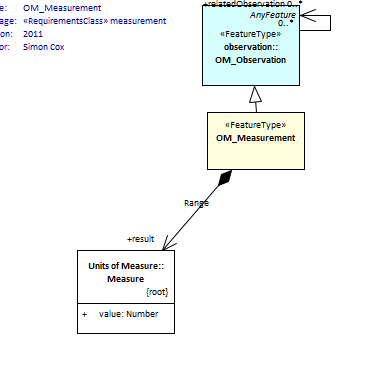 e: OM_Measurement
age: «RequirementsClass» measurement
on: 2011
or: Simon Cox
+relatedObservation 0..*
AnyFeature
0..*
«FeatureType»
observation::
OM_Observation
«FeatureType»
OM_Measurement
Range
+result
Units of Measure::
Measure
{root}
+ value: Number